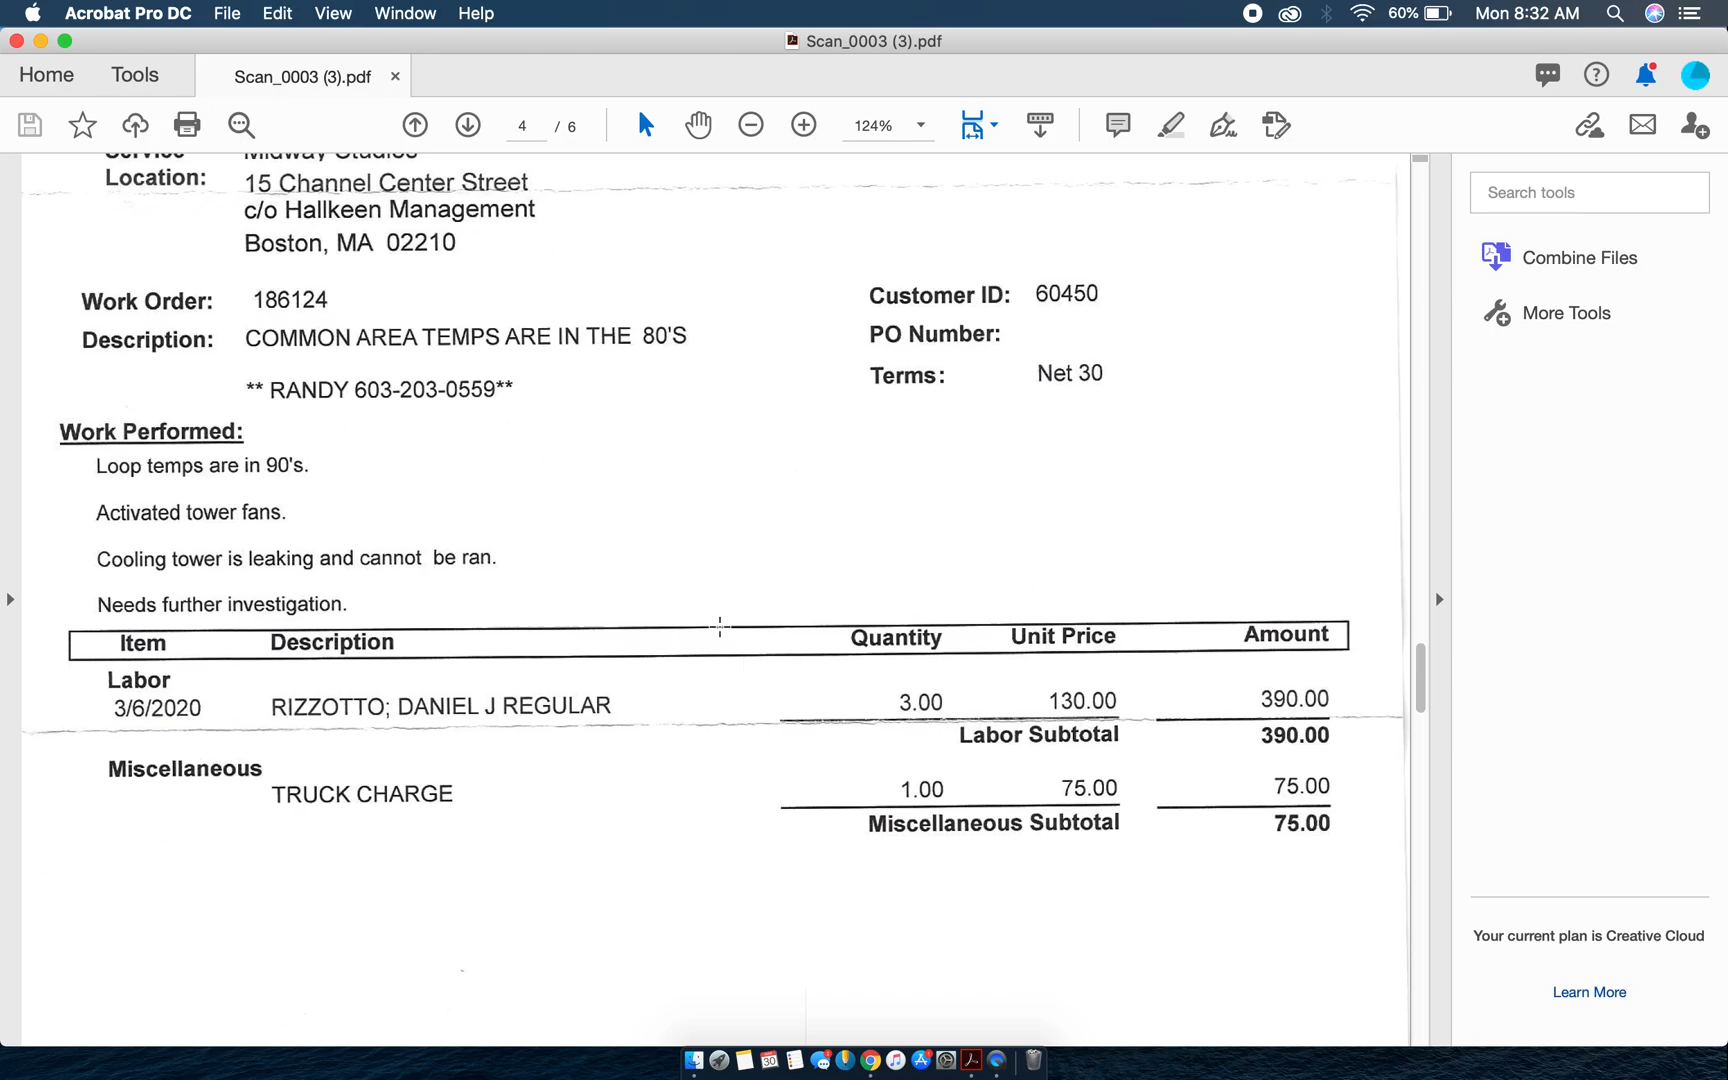 Acrobat Pro DC File Edit View Window Help 60% Mon 8:32 AM
Scan_0003 (3).pdf
Home Tools Scan_0003 (3).pdf ×
4 / 6 124%
Service Midway Studios
Location: 15 Channel Center Street
c/o Hallkeen Management
Boston, MA 02210
Work Order: 186124 Customer ID: 60450
Description: COMMON AREA TEMPS ARE IN THE 80'S PO Number:
Terms: Net 30
** RANDY 603-203-0559**
Work Performed:
Loop temps are in 90's.
Activated tower fans.
Cooling tower is leaking and cannot be ran.
Needs further investigation.
Item Description Quantity Unit Price Amount
Labor
3/6/2020 RIZZOTTO; DANIEL J REGULAR 3.00 130.00 390.00
Labor Subtotal 390.00
Miscellaneous
TRUCK CHARGE 1.00 75.00 75.00
Miscellaneous Subtotal 75.00
Search tools
Combine Files
More Tools
Your current plan is Creative Cloud
Learn More
30